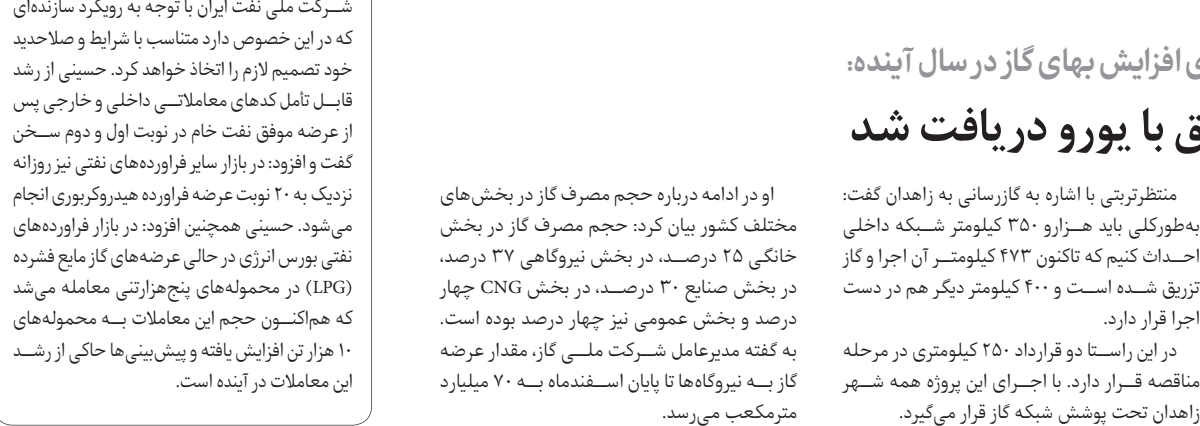 ی افزایش بهای گاز در سال آینده:
ق با یورو دریافت شد
منتظرتربتی با اشاره به گازرسانی به زاهدان گفت:
به‌طورکلی باید هــزارو ۳۵۰ کیلومتر شــبکه داخلی
احــداث کنیم که تاکنون ۴۷۳ کیلومتــر آن اجرا و گاز
تزریق شــده اســت و ۴۰۰ کیلومتر دیگر هم در دست
اجرا قرار دارد.
در این راســتا دو قرارداد ۲۵۰ کیلومتری در مرحله
مناقصه قــرار دارد. با اجــرای این پروژه همه شــهر
زاهدان تحت پوشش شبکه گاز قرار می‌گیرد.
او در ادامه درباره حجم مصرف گاز در بخش‌های
مختلف کشور بیان کرد: حجم مصرف گاز در بخش
خانگی ۲۵ درصــد، در بخش نیروگاهی ۳۷ درصد،
در بخش صنایع ۳۰ درصــد، در بخش CNG چهار
درصد و بخش عمومی نیز چهار درصد بوده است.
به گفته مدیرعامل شــرکت ملــی گاز، مقدار عرضه
گاز بــه نیروگاه‌ها تا پایان اســفندماه بــه ۷۰ میلیارد
مترمکعب می‌رسد.
شــرکت ملی نفت ایران با توجه به رویکرد سازنده‌ای
که در این خصوص دارد متناسب با شرایط و صلاحدید
خود تصمیم لازم را اتخاذ خواهد کرد. حسینی از رشد
قابــل تأمل کدهای معاملاتــی داخلی و خارجی پس
از عرضه موفق نفت خام در نوبت اول و دوم ســخن
گفت و افزود: در بازار سایر فراورده‌های نفتی نیز روزانه
نزدیک به ۲۰ نوبت عرضه فراورده هیدروکربوری انجام
می‌شود. حسینی همچنین افزود: در بازار فراورده‌های
نفتی بورس انرژی در حالی عرضه‌های گاز مایع فشرده
(LPG) در محموله‌های پنج‌هزارتنی معامله می‌شد
که هم‌اکنــون حجم این معاملات بــه محموله‌های
۱۰ هزار تن افزایش یافته و پیش‌بینی‌ها حاکی از رشــد
این معاملات در آینده است.